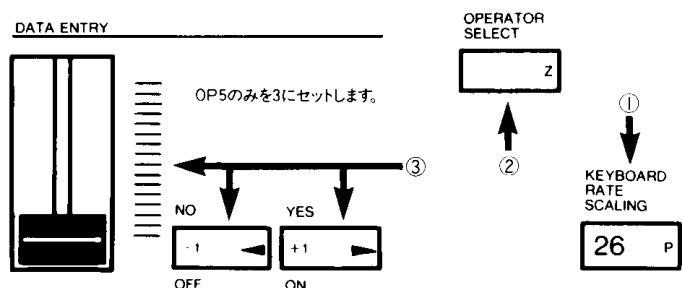 DATA ENTRY
OP5のみを3にセットします。
NO
YES
-1
+1
OFF
ON
③
OPERATOR
SELECT
Z
②
①
KEYBOARD
RATE
SCALING
26 P